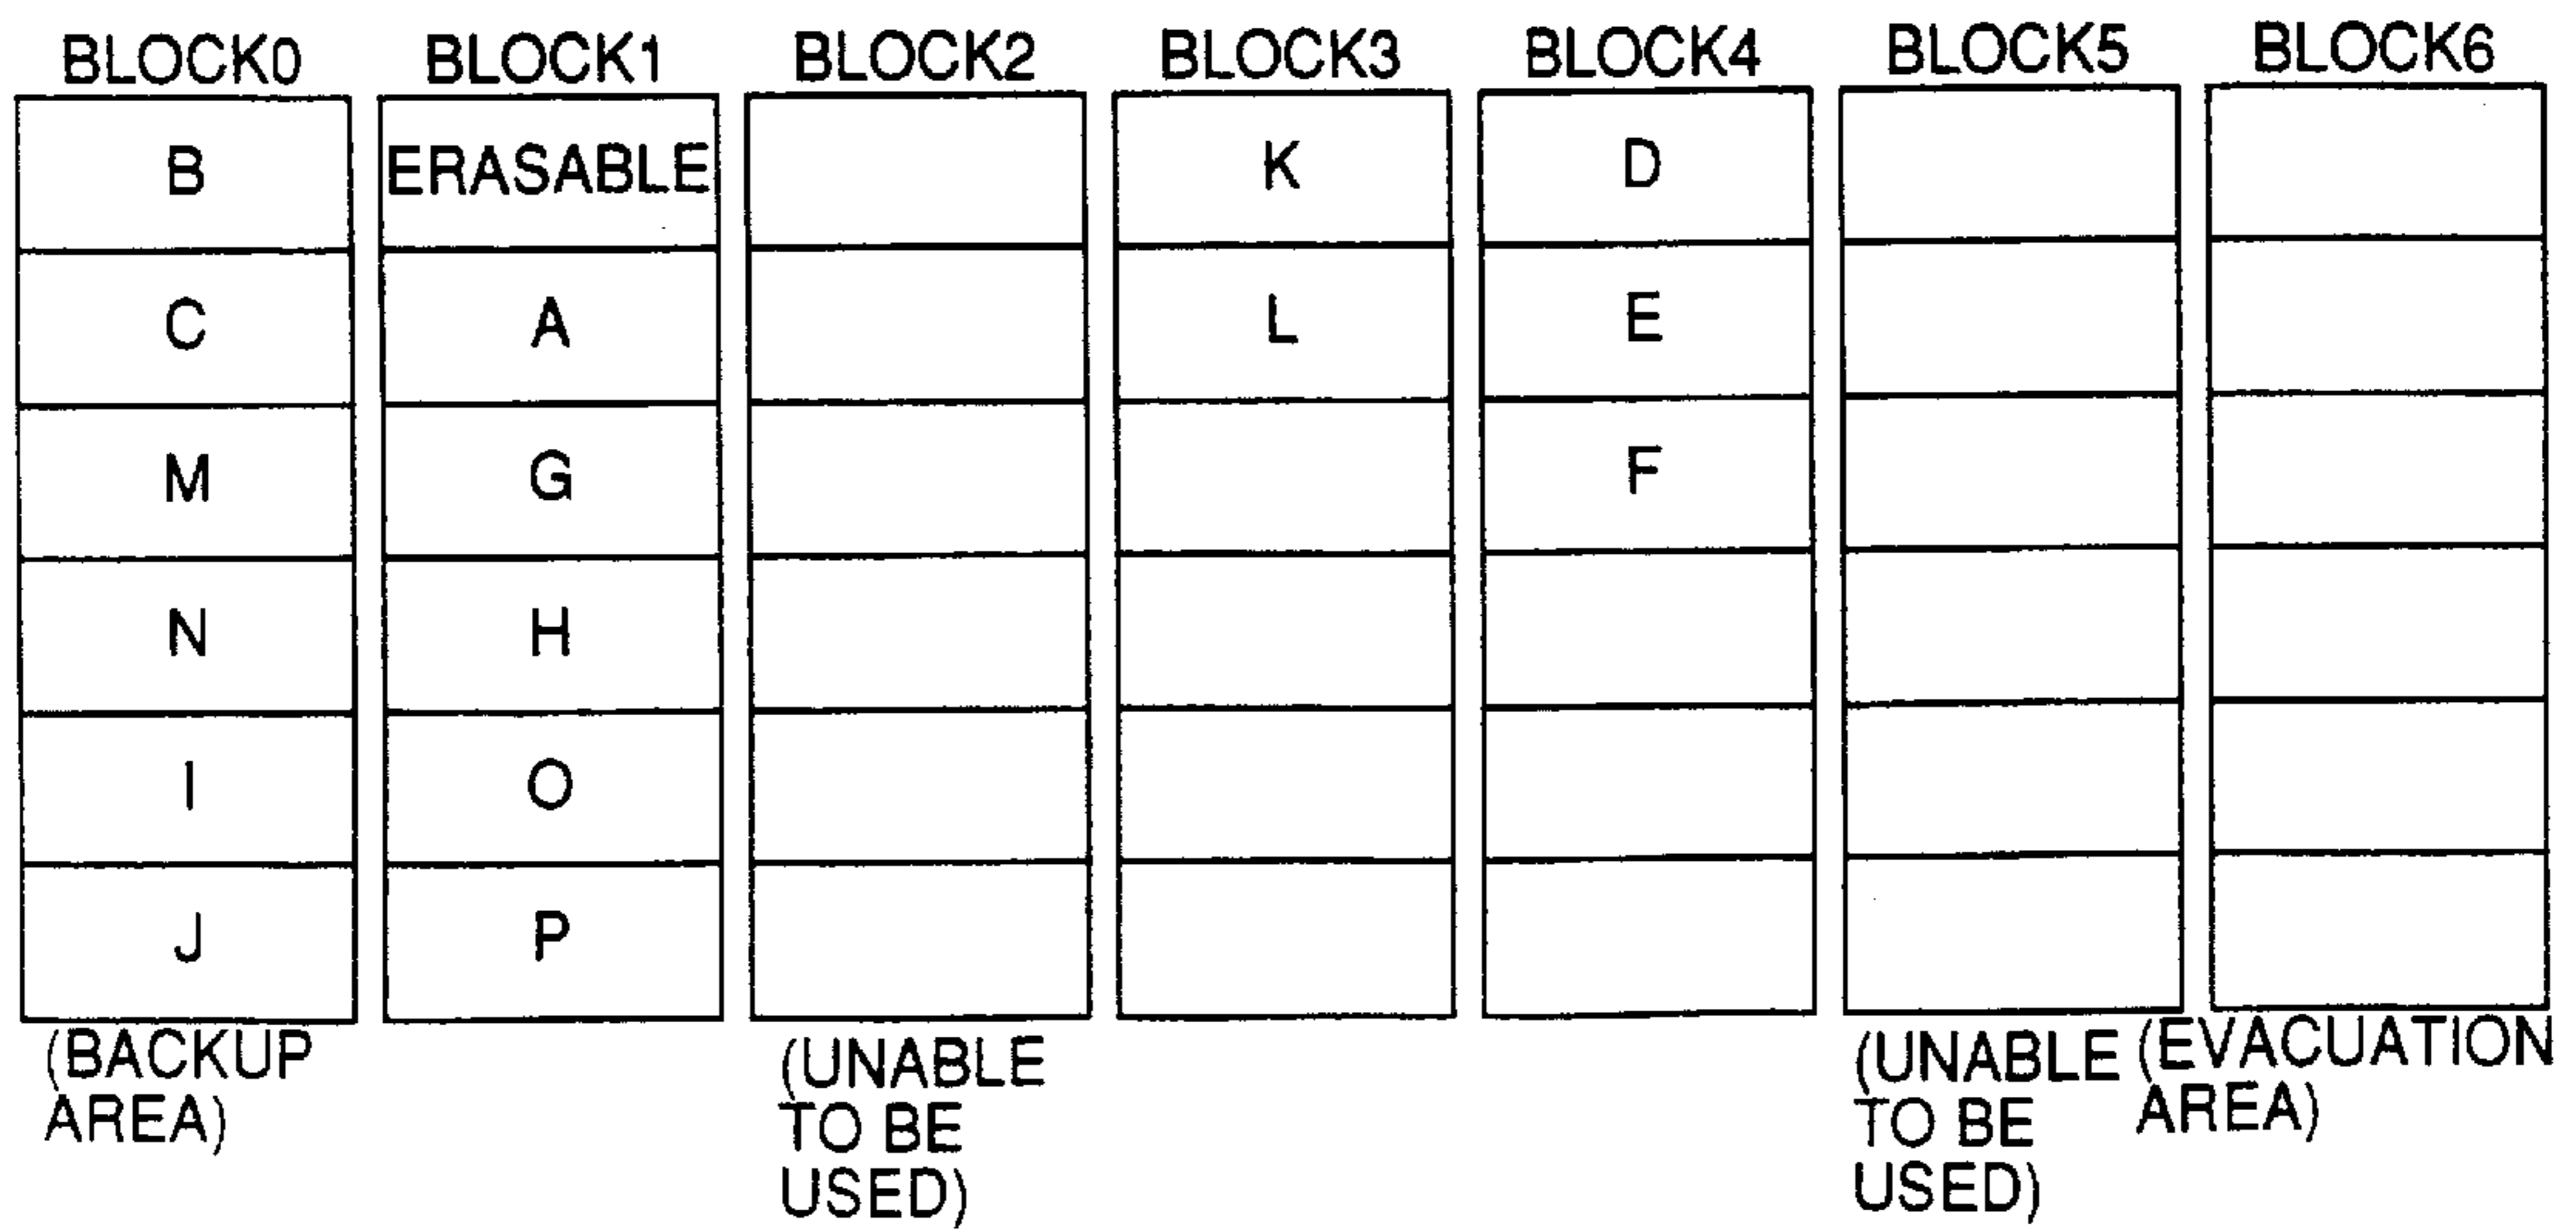 BLOCK0 BLOCK1 BLOCK2 BLOCK3 BLOCK4 BLOCK5 BLOCK6
B ERASABLE K D
C A L E
M G F
N H
I O
J P
(BACKUP (UNABLE (UNABLE (EVACUATION
AREA) TO BE TO BE AREA)
USED) USED)